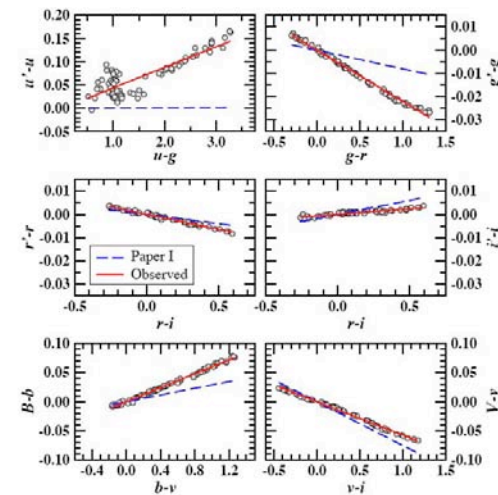 0.20
0.15
0.10
0.05
0.00
-0.05
u'-u
1.0 2.0 3.0
u-g
0.00
-0.01
-0.02
-0.03
g'-g
-0.5 0.0 0.5 1.0 1.5
g-r
0.01
0.00
-0.01
-0.02
-0.03
r'-r
Paper I
Observed
-0.5 0.0 0.5
r-i
0.01
0.00
-0.01
-0.02
-0.03
i'-i
-0.5 0.0 0.5 1.0
r-i
0.10
0.05
0.00
-0.05
-0.10
B-b
-0.4 0.0 0.4 0.8 1.2
b-v
0.10
0.05
0.00
-0.05
-0.10
V-v
-0.5 0.0 0.5 1.0 1.5
v-i